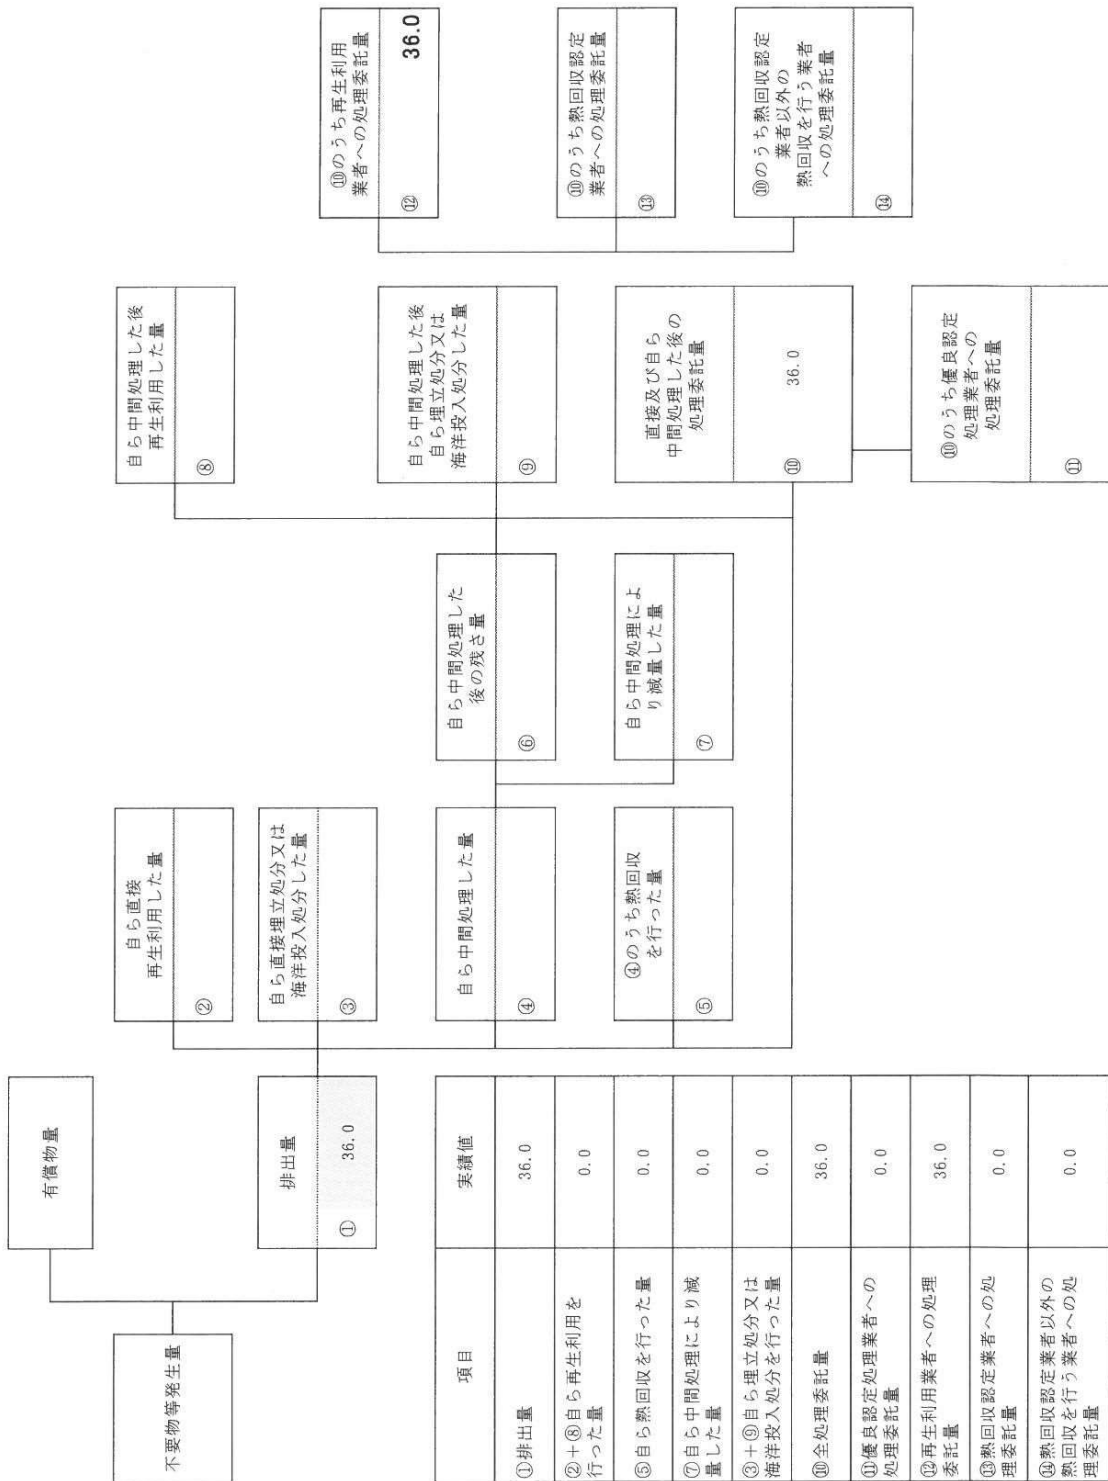 不要物等発生量
有償物量
排出量
① 36.0
自ら直接
再生利用した量
②
自ら直接埋立処分又は
海洋投入処分した量
③
自ら中間処理した量
④
④のうち熱回収
を行った量
⑤
自ら中間処理した
後の残さ量
⑥
自ら中間処理によ
り減量した量
⑦
自ら中間処理した後
再生利用した量
⑧
自ら中間処理した後
自ら埋立処分又は
海洋投入処分した量
⑨
直接及び自ら
中間処理した後の
処理委託量
⑩ 36.0
⑩のうち優良認定
処理業者への
処理委託量
⑪
⑩のうち再生利用
業者への処理委託量
⑫ 36.0
⑩のうち熱回収認定
業者への処理委託量
⑬
⑩のうち熱回収認定
業者以外の
熱回収を行う業者
への処理委託量
⑭
項目 実績値
①排出量 36.0
②+⑧自ら再生利用を
行った量 0.0
⑤自ら熱回収を行った量 0.0
⑦自ら中間処理により減
量した量 0.0
③+⑨自ら埋立処分又は
海洋投入処分を行った量 0.0
⑩全処理委託量 36.0
⑪優良認定処理業者への
処理委託量 0.0
⑫再生利用業者への処理
委託量 36.0
⑬熱回収認定業者への処
理委託量 0.0
⑭熱回収認定業者以外の
熱回収を行う業者への処
理委託量 0.0